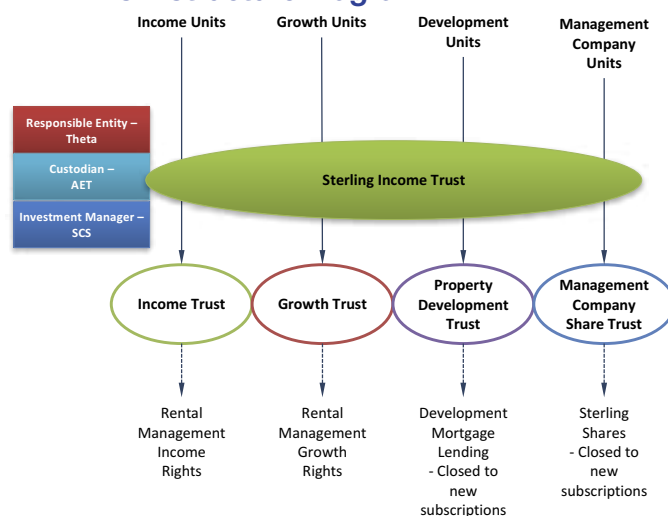 Income Units
Growth Units
Development
Units
Management
Company
Units
Responsible Entity –
Theta
Custodian –
AET
Investment Manager –
SCS
Sterling Income Trust
Income Trust
Growth Trust
Property
Development
Trust
Management
Company
Share Trust
Rental
Management
Income
Rights
Rental
Management
Growth
Rights
Development
Mortgage
Lending
- Closed to
new
subscriptions
Sterling
Shares
- Closed to
new
subscriptions